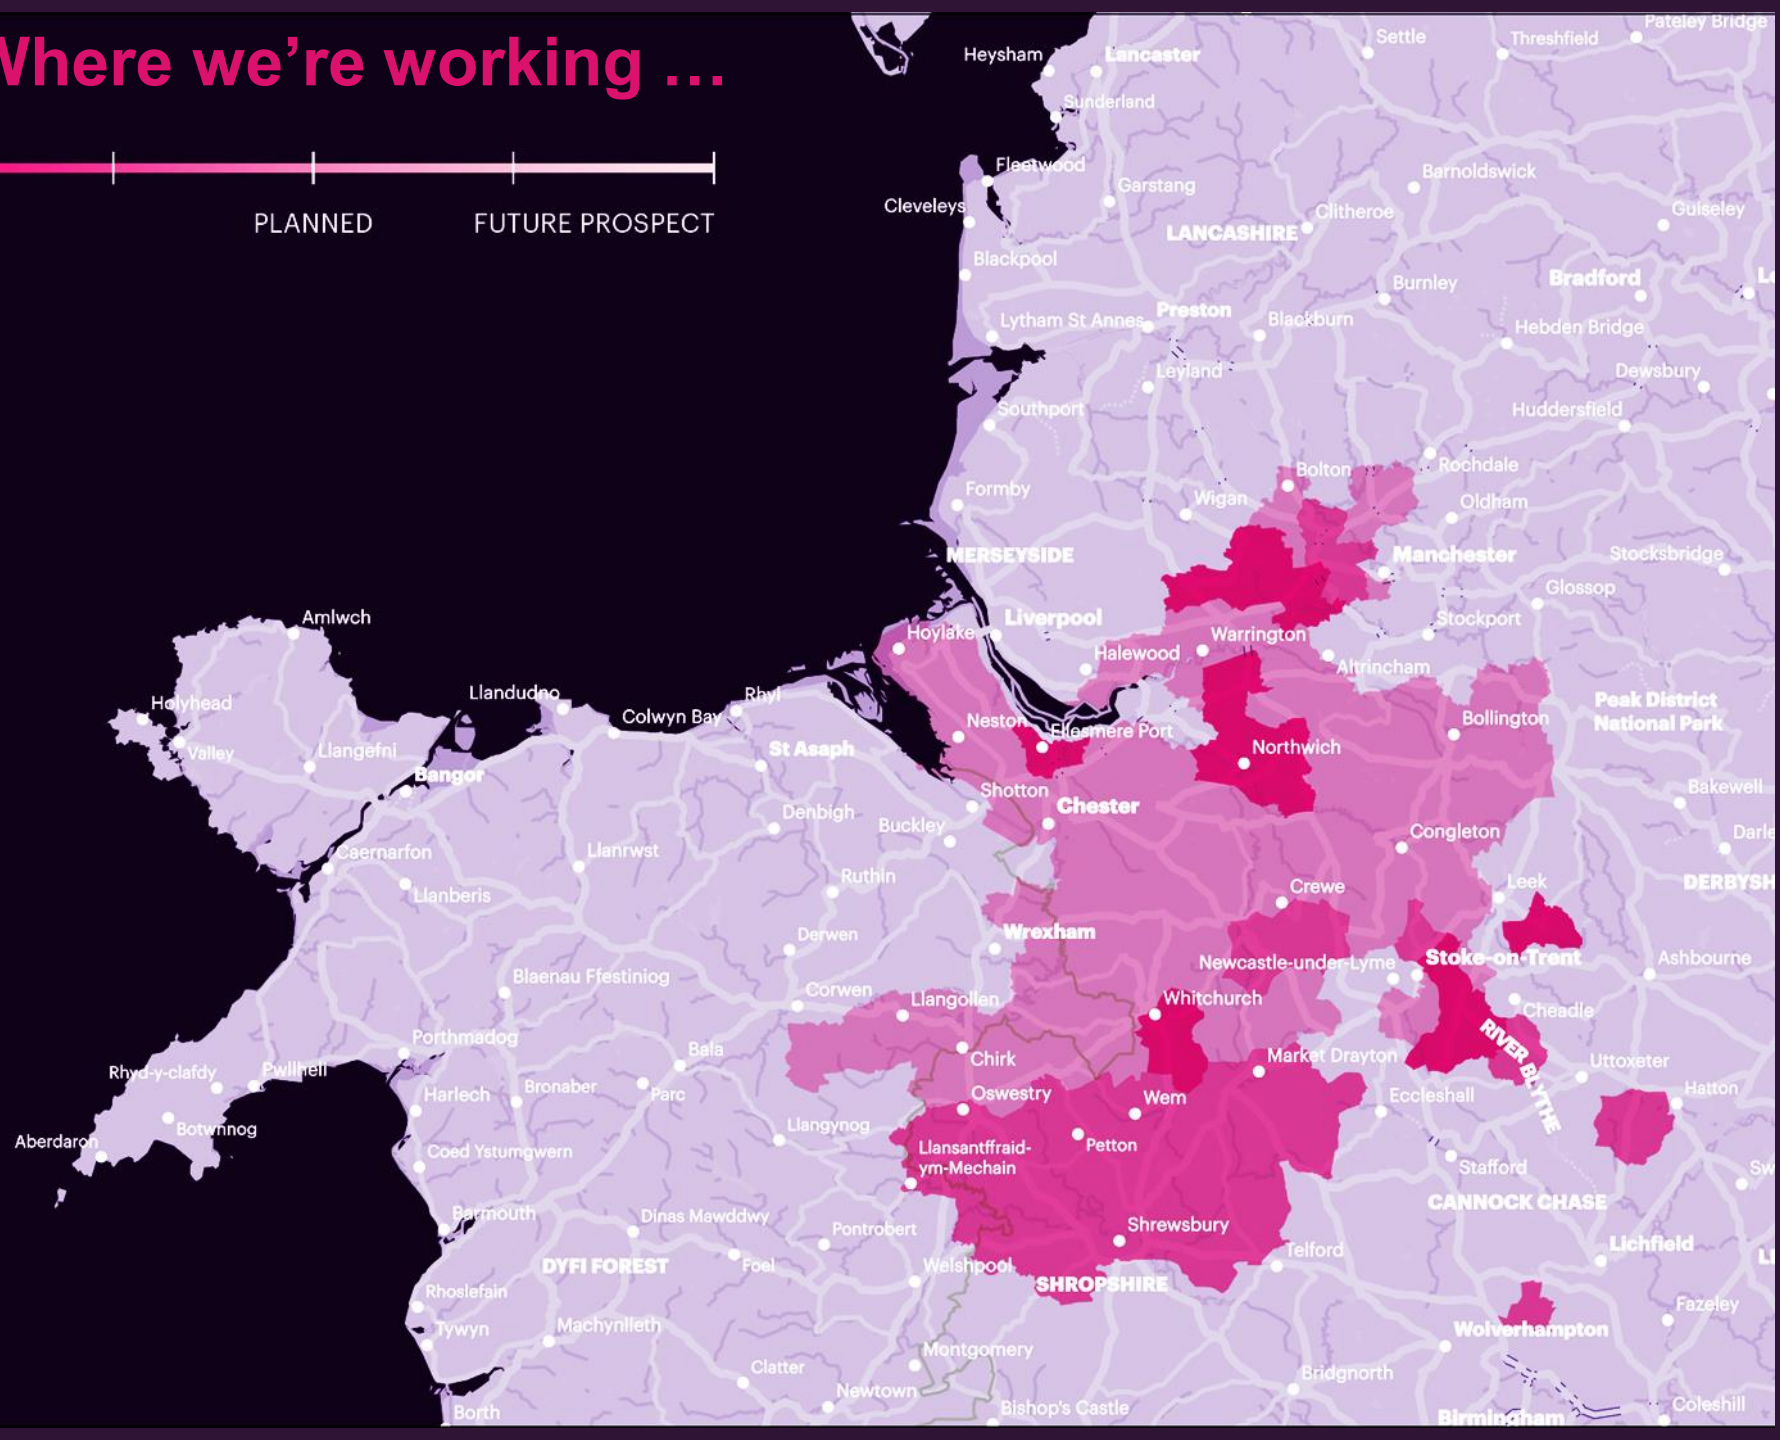 Where we're working ...
PLANNED
FUTURE PROSPECT
Pateley Bridge
Settle
Threshfield
Heysham
Lancaster
Sunderland
Fleetwood
Barnoldswick
Garstang
Cleveleys
Clitheroe
Guiseley
LANCASHIRE
Blackpool
Bradford
Burnley
Preston
Lytham St Annes
Blackburn
Hebden Bridge
Leyland
Dewsbury
Southport
Huddersfield
Bolton
Rochdale
Formby
Wigan
Oldham
MERSEYSIDE
Manchester
Stocksbridge
Glossop
Amlwch
Liverpool
Stockport
Hoylake
Warrington
Halewood
Altrincham
Llandudno
Rhyl
Holyhead
Peak District
National Park
Colwyn Bay
Neston
Bollington
Ellesmere Port
Valley
Llangefni
St Asaph
Northwich
Bangor
Shotton
Bakewell
Chester
Denbigh
Buckley
Congleton
Caernarfon
Llanrwst
Ruthin
Leek
Crewe
Llanberis
Derwen
Wrexham
Stoke-on-Trent
Ashbourne
Newcastle-under-Lyme
Blaenau Ffestiniog
Corwen
Llangollen
Whitchurch
Cheadle
RIVER BLYTHE
Porthmadog
Bala
Chirk
Market Drayton
Uttoxeter
Rhyd-y-clafdy
Pwllheli
Harlech
Bronaber
Parc
Oswestry
Wem
Eccleshall
Hatton
Botwnnog
Llangynog
Aberdaron
Coed Ystumgwern
Llansantffraid-
ym-Mechain
Petton
Stafford
CANNOCK CHASE
Barmouth
Dinas Mawddwy
Pontrobert
Shrewsbury
Lichfield
Telford
DYFI FOREST
Foel
Welshpool
SHROPSHIRE
Rhoslefain
Fazeley
Tywyn
Machynlleth
Wolverhampton
Montgomery
Clatter
Bridgnorth
Newtown
Borth
Bishop's Castle
Coleshill
Birmingham